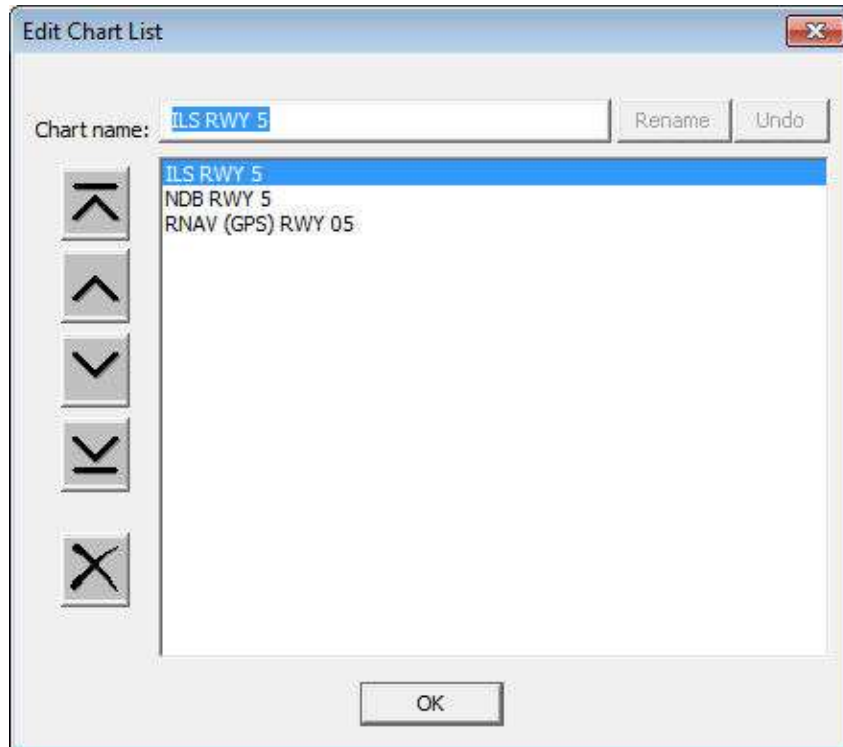 Edit Chart List
Chart name: ILS RWY 5 Rename Undo
ILS RWY 5
NDB RWY 5
RNAV (GPS) RWY 05
OK